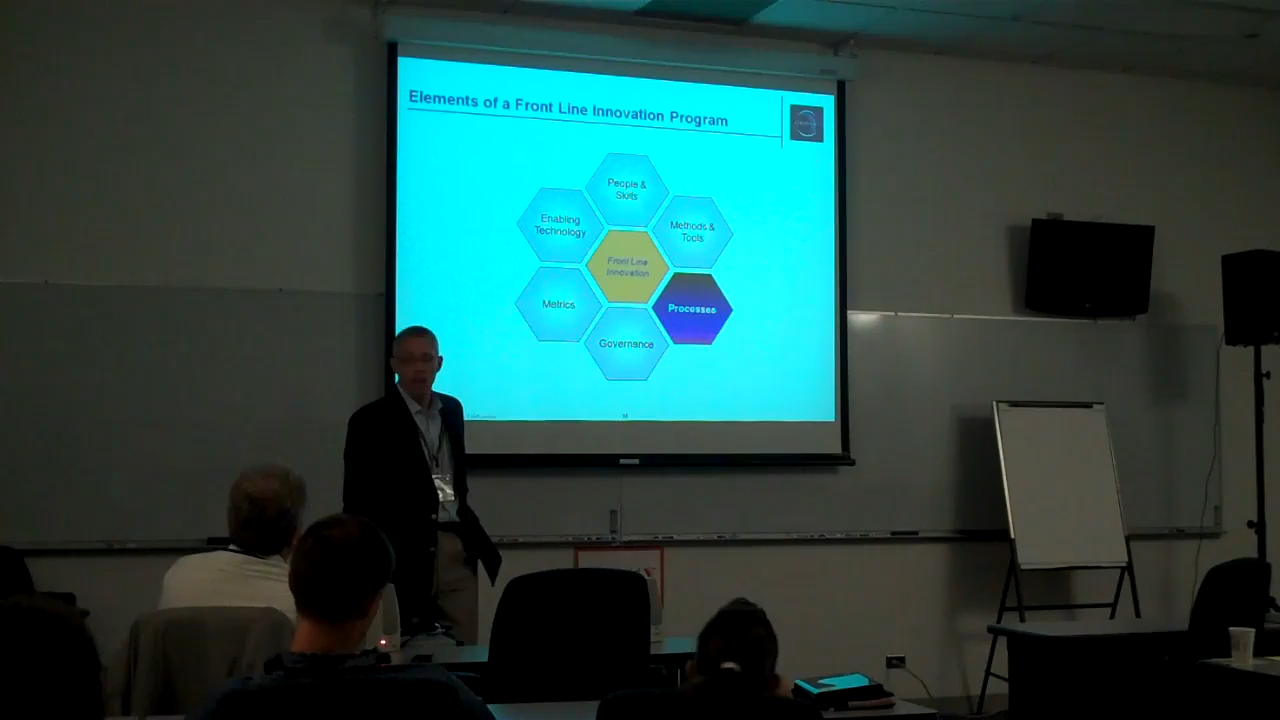 Elements of a Front Line Innovation Program
People &
Skills
Enabling
Technology
Methods &
Tools
Front Line
Innovation
Metrics
Processes
Governance